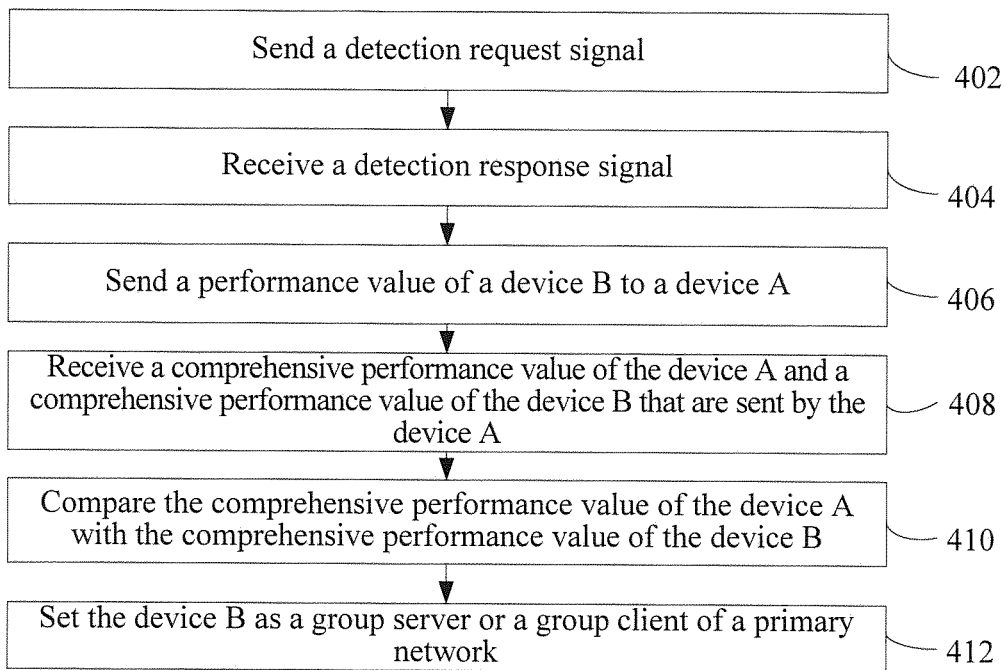 Send a detection request signal
402
Receive a detection response signal
404
Send a performance value of a device B to a device A
406
Receive a comprehensive performance value of the device A and a
comprehensive performance value of the device B that are sent by the
device A
408
Compare the comprehensive performance value of the device A
with the comprehensive performance value of the device B
410
Set the device B as a group server or a group client of a primary
network
412